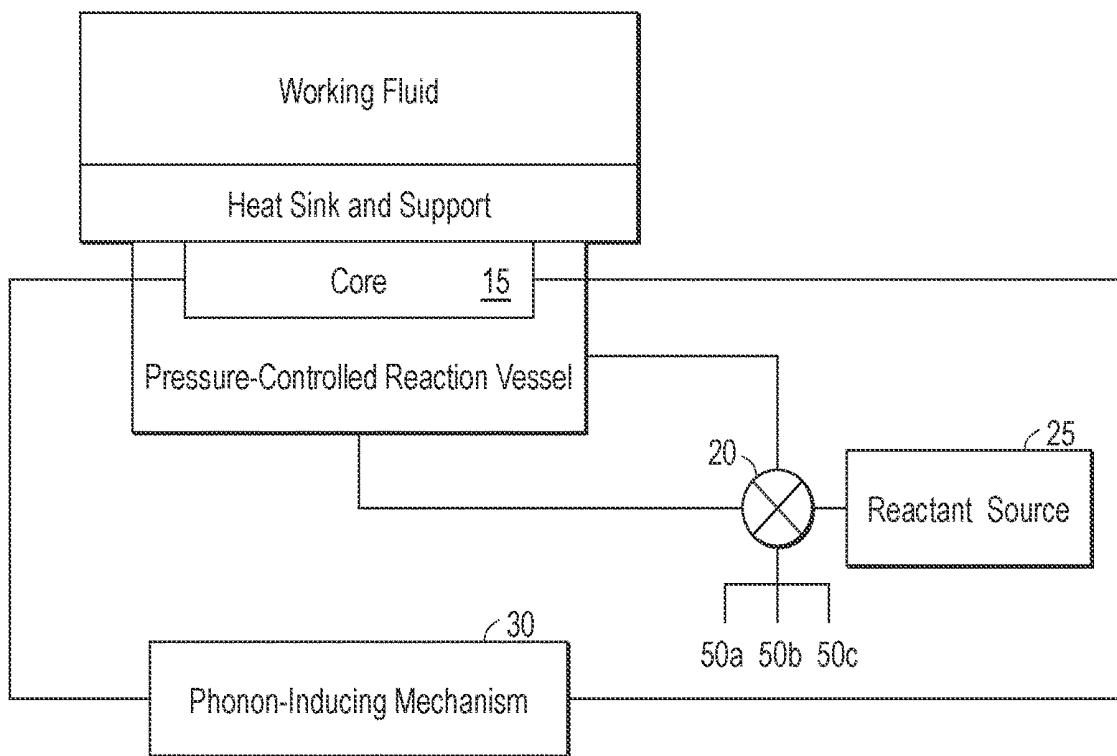 Working Fluid
Heat Sink and Support
Core 15
Pressure-Controlled Reaction Vessel
20
25
Reactant Source
50a 50b 50c
30
Phonon-Inducing Mechanism